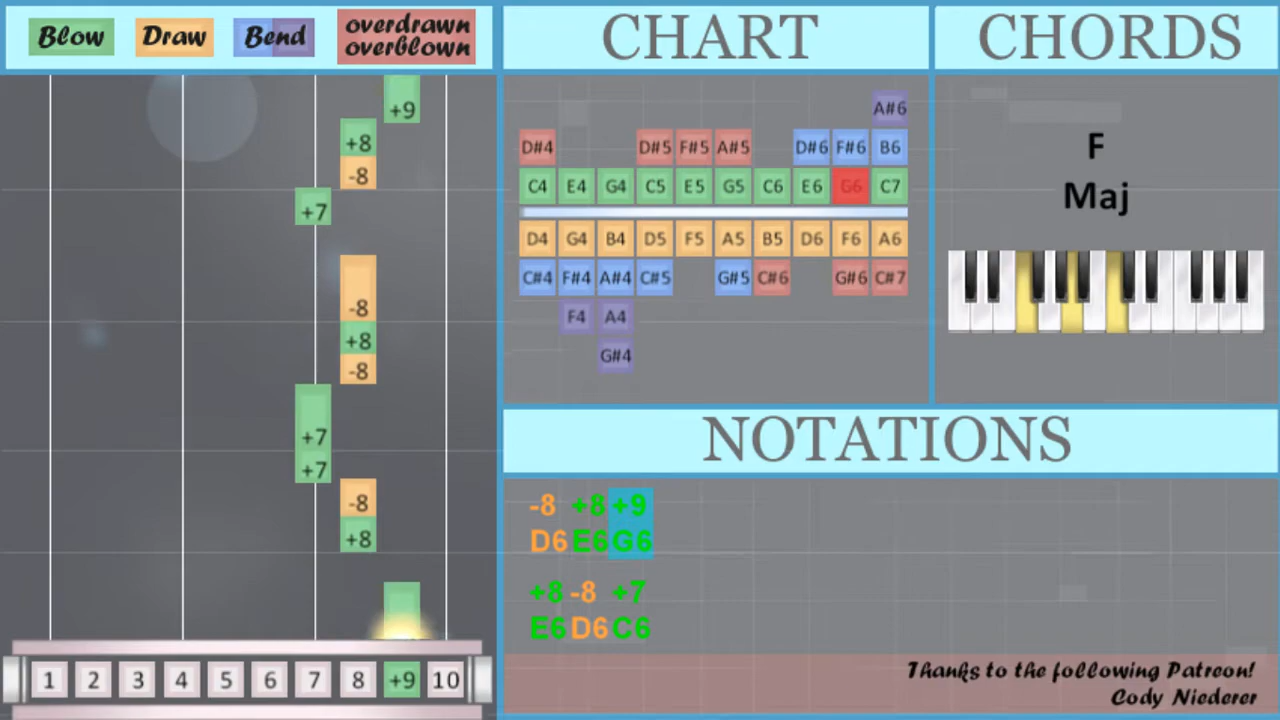 Blow Draw Bend overdrawn
overblown
CHART
CHORDS
+9
+8
-8
+7
-8
+8
-8
+7
+7
-8
+8
1 2 3 4 5 6 7 8 +9 10
A#6
D#4 D#5 F#5 A#5 D#6 F#6 B6
C4 E4 G4 C5 E5 G5 C6 E6 G6 C7
D4 G4 B4 D5 F5 A5 B5 D6 F6 A6
C#4 F#4 A#4 C#5 G#5 C#6 G#6 C#7
F4 A4
G#4
F
Maj
NOTATIONS
-8 +8 +9
D6 E6 G6
+8 -8 +7
E6 D6 C6
Thanks to the following Patreon!
Cody Niederer